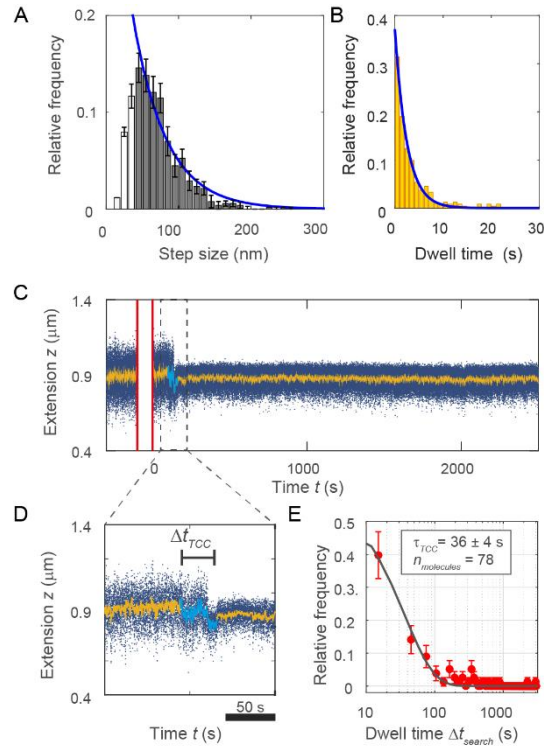 A
Relative frequency
0.2
0.1
0
0
100
200
300
Step size (nm)
B
Relative frequency
0.4
0.3
0.2
0.1
0
0
10
20
30
Dwell time (s)
C
Extension z (μm)
1.4
0.9
0.4
0
1000
2000
Time t (s)
D
Extension z (μm)
1.4
0.9
0.4
Δt_TCC
50 s
Time t (s)
E
Relative frequency
0.5
0.4
0.3
0.2
0.1
0
τ_TCC = 36 ± 4 s
n_molecules = 78
10
100
1000
Dwell time Δt_search (s)